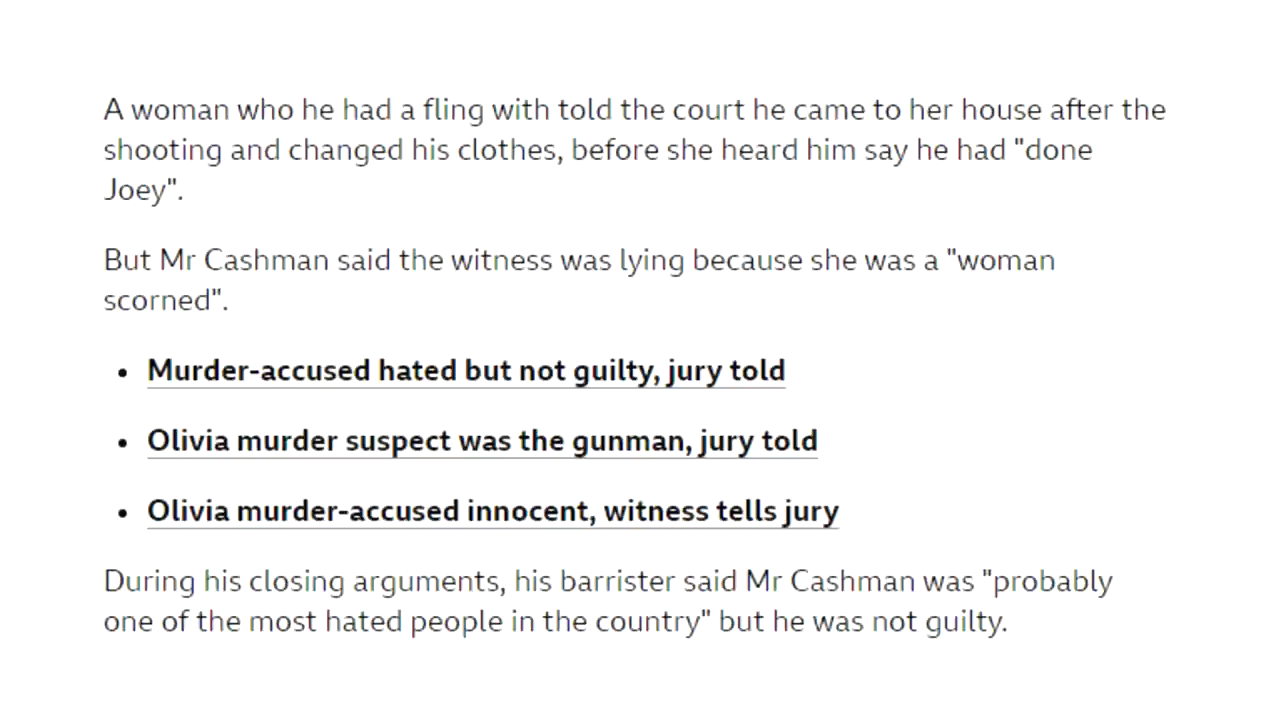 A woman who he had a fling with told the court he came to her house after the
shooting and changed his clothes, before she heard him say he had "done
Joey".
But Mr Cashman said the witness was lying because she was a "woman
scorned".
• Murder-accused hated but not guilty, jury told
• Olivia murder suspect was the gunman, jury told
• Olivia murder-accused innocent, witness tells jury
During his closing arguments, his barrister said Mr Cashman was "probably
one of the most hated people in the country" but he was not guilty.